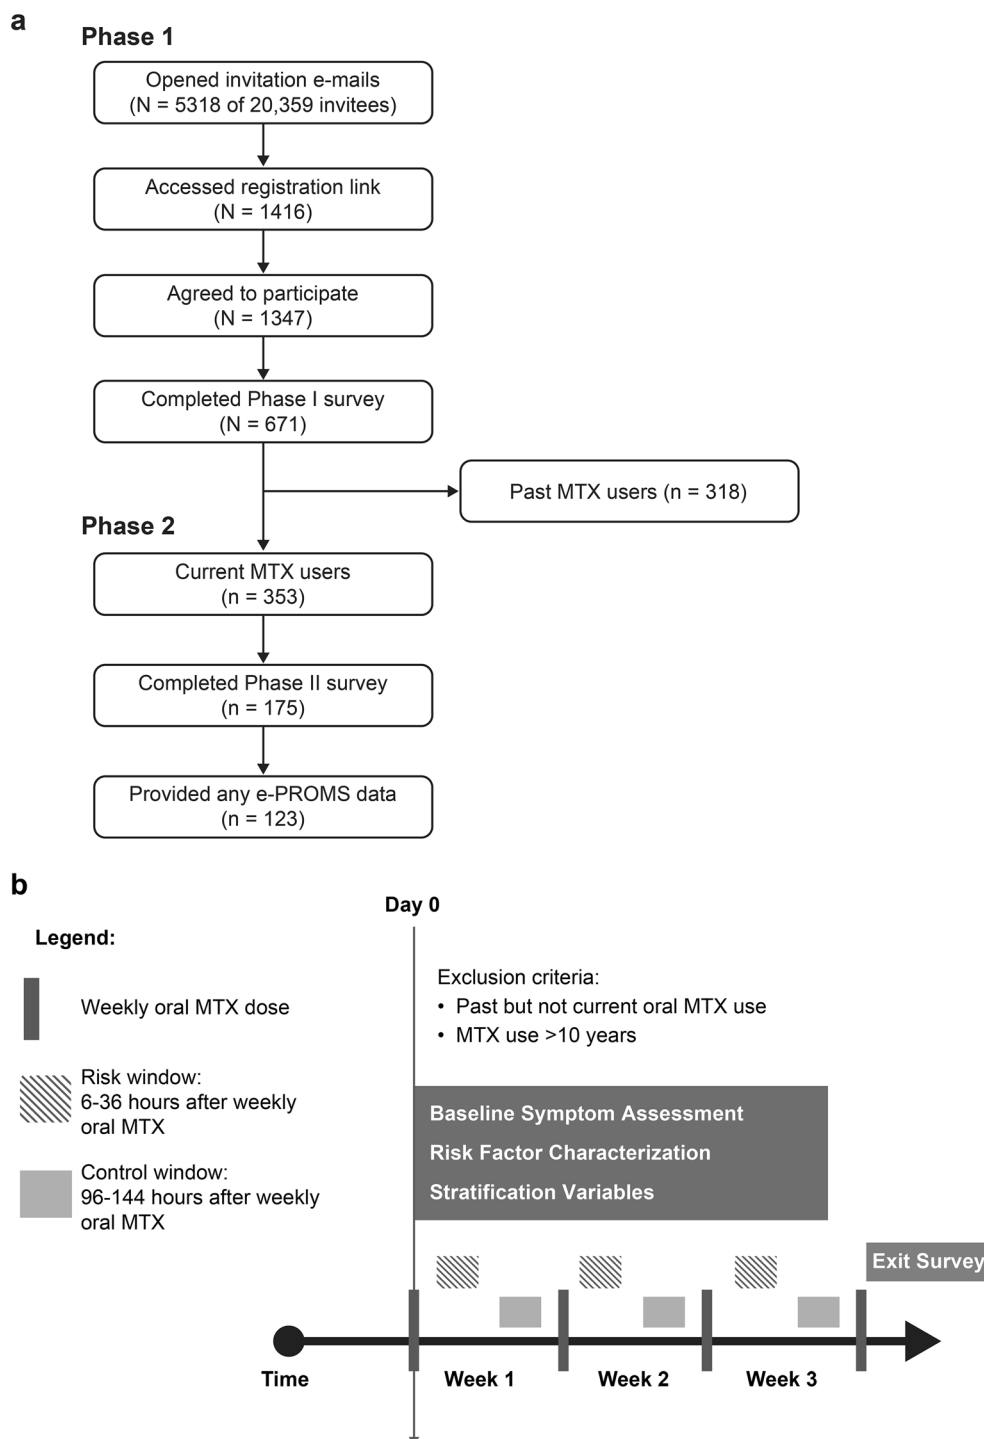 a
Phase 1
Opened invitation e-mails
(N = 5318 of 20,359 invitees)
Accessed registration link
(N = 1416)
Agreed to participate
(N = 1347)
Completed Phase I survey
(N = 671)
Past MTX users (n = 318)
Phase 2
Current MTX users
(n = 353)
Completed Phase II survey
(n = 175)
Provided any e-PROMS data
(n = 123)
b
Day 0
Legend:
Weekly oral MTX dose
Risk window:
6-36 hours after weekly
oral MTX
Control window:
96-144 hours after weekly
oral MTX
Exclusion criteria:
• Past but not current oral MTX use
• MTX use >10 years
Baseline Symptom Assessment
Risk Factor Characterization
Stratification Variables
Exit Survey
Time
Week 1
Week 2
Week 3